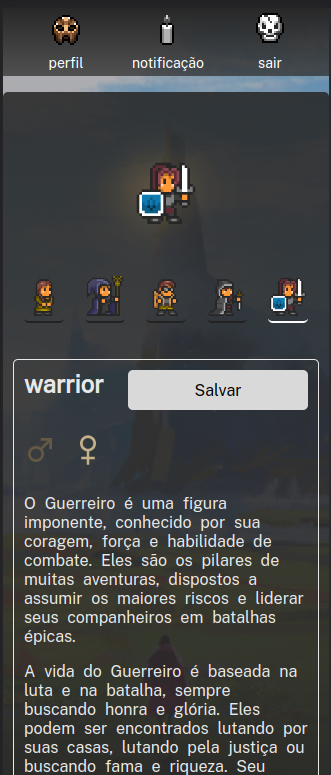 perfil notificação sair
warrior Salvar
O Guerreiro é uma figura
imponente, conhecido por sua
coragem, força e habilidade de
combate. Eles são os pilares de
muitas aventuras, dispostos a
assumir os maiores riscos e liderar
seus companheiros em batalhas
épicas.
A vida do Guerreiro é baseada na
luta e na batalha, sempre
buscando honra e glória. Eles
podem ser encontrados lutando por
suas casas, lutando pela justiça ou
buscando fama e riqueza. Seu